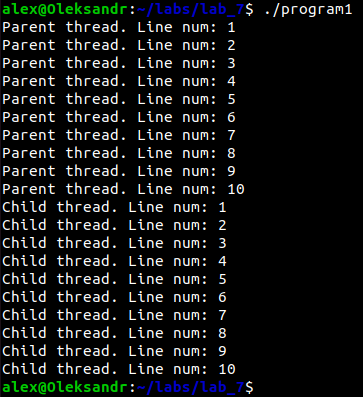 alex@Oleksandr:~/labs/lab_7$ ./program1
Parent thread. Line num: 1
Parent thread. Line num: 2
Parent thread. Line num: 3
Parent thread. Line num: 4
Parent thread. Line num: 5
Parent thread. Line num: 6
Parent thread. Line num: 7
Parent thread. Line num: 8
Parent thread. Line num: 9
Parent thread. Line num: 10
Child thread. Line num: 1
Child thread. Line num: 2
Child thread. Line num: 3
Child thread. Line num: 4
Child thread. Line num: 5
Child thread. Line num: 6
Child thread. Line num: 7
Child thread. Line num: 8
Child thread. Line num: 9
Child thread. Line num: 10
alex@Oleksandr:~/labs/lab_7$